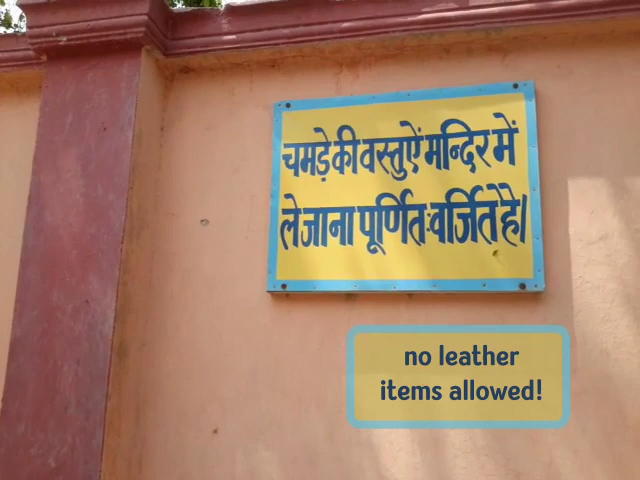 चमड़े की वस्तुऐं मन्दिर में
ले जाना पूर्णितः वर्जित है।
no leather
items allowed!